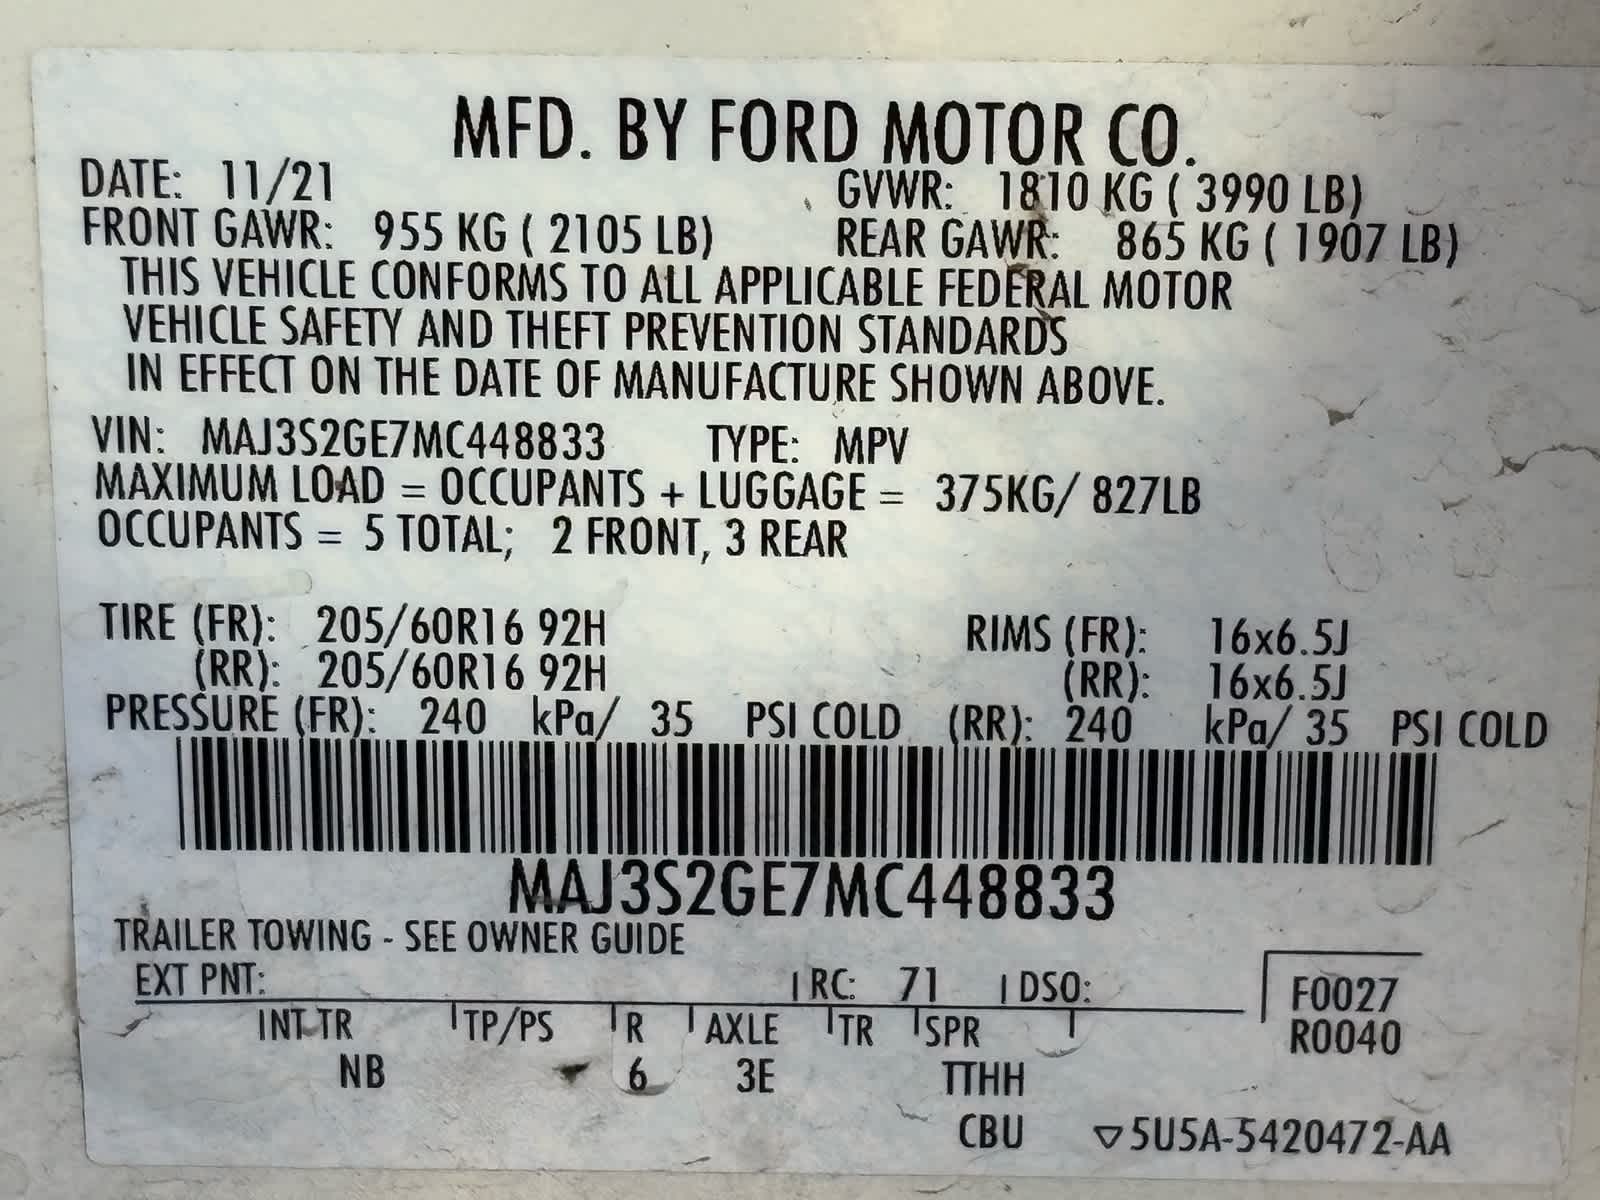 MFD. BY FORD MOTOR CO.
DATE: 11/21 GVWR: 1810 KG ( 3990 LB)
FRONT GAWR: 955 KG ( 2105 LB) REAR GAWR: 865 KG ( 1907 LB)
THIS VEHICLE CONFORMS TO ALL APPLICABLE FEDERAL MOTOR
VEHICLE SAFETY AND THEFT PREVENTION STANDARDS
IN EFFECT ON THE DATE OF MANUFACTURE SHOWN ABOVE.
VIN: MAJ3S2GE7MC448833 TYPE: MPV
MAXIMUM LOAD = OCCUPANTS + LUGGAGE = 375KG/ 827LB
OCCUPANTS = 5 TOTAL; 2 FRONT, 3 REAR
TIRE (FR): 205/60R16 92H RIMS (FR): 16x6.5J
(RR): 205/60R16 92H (RR): 16x6.5J
PRESSURE (FR): 240 kPa/ 35 PSI COLD (RR): 240 kPa/ 35 PSI COLD
MAJ3S2GE7MC448833
TRAILER TOWING - SEE OWNER GUIDE
EXT PNT: RC: 71 DSO: F0027
INT TR TP/PS R AXLE TR SPR R0040
NB 6 3E TTHH
CBU ▽5U5A-5420472-AA